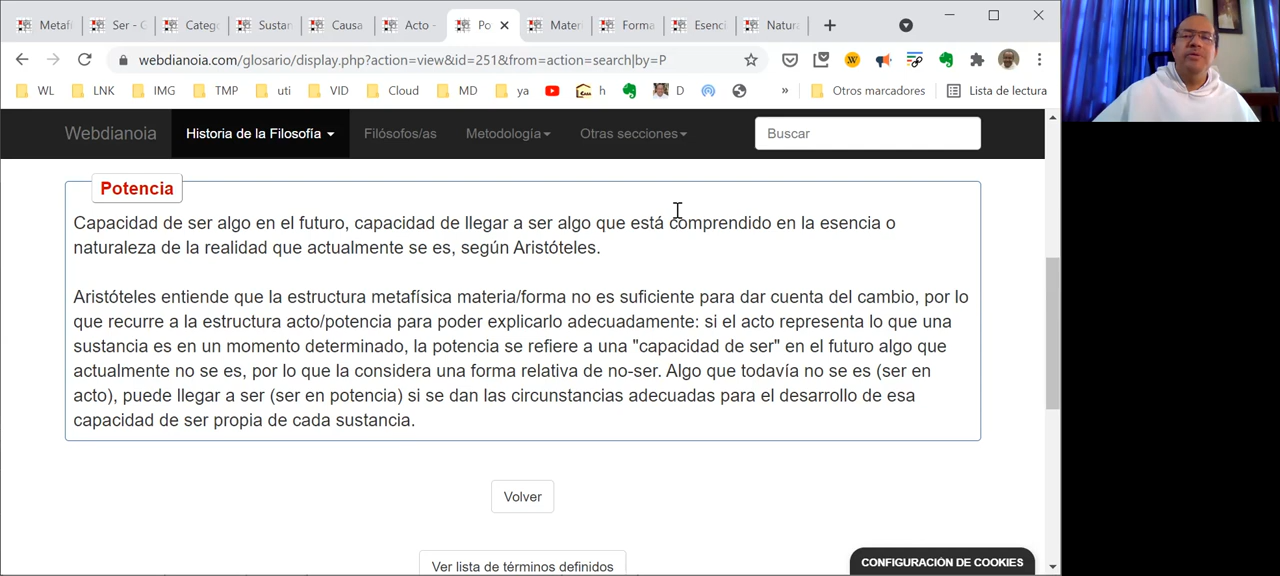 Metaf
Ser - G
Catego
Sustan
Causa
Acto -
Po
Mater
Forma
Esenci
Natura
webdianoia.com/glosario/display.php?action=view&id=251&from=action=search|by=P
WL
LNK
IMG
TMP
uti
VID
Cloud
MD
ya
h
D
»
Otros marcadores
Lista de lectura
Webdianoia
Historia de la Filosofía
Filósofos/as
Metodología
Otras secciones
Buscar
Potencia
Capacidad de ser algo en el futuro, capacidad de llegar a ser algo que está comprendido en la esencia o
naturaleza de la realidad que actualmente se es, según Aristóteles.
Aristóteles entiende que la estructura metafísica materia/forma no es suficiente para dar cuenta del cambio, por lo
que recurre a la estructura acto/potencia para poder explicarlo adecuadamente: si el acto representa lo que una
sustancia es en un momento determinado, la potencia se refiere a una "capacidad de ser" en el futuro algo que
actualmente no se es, por lo que la considera una forma relativa de no-ser. Algo que todavía no se es (ser en
acto), puede llegar a ser (ser en potencia) si se dan las circunstancias adecuadas para el desarrollo de esa
capacidad de ser propia de cada sustancia.
Volver
Ver lista de términos definidos
CONFIGURACIÓN DE COOKIES